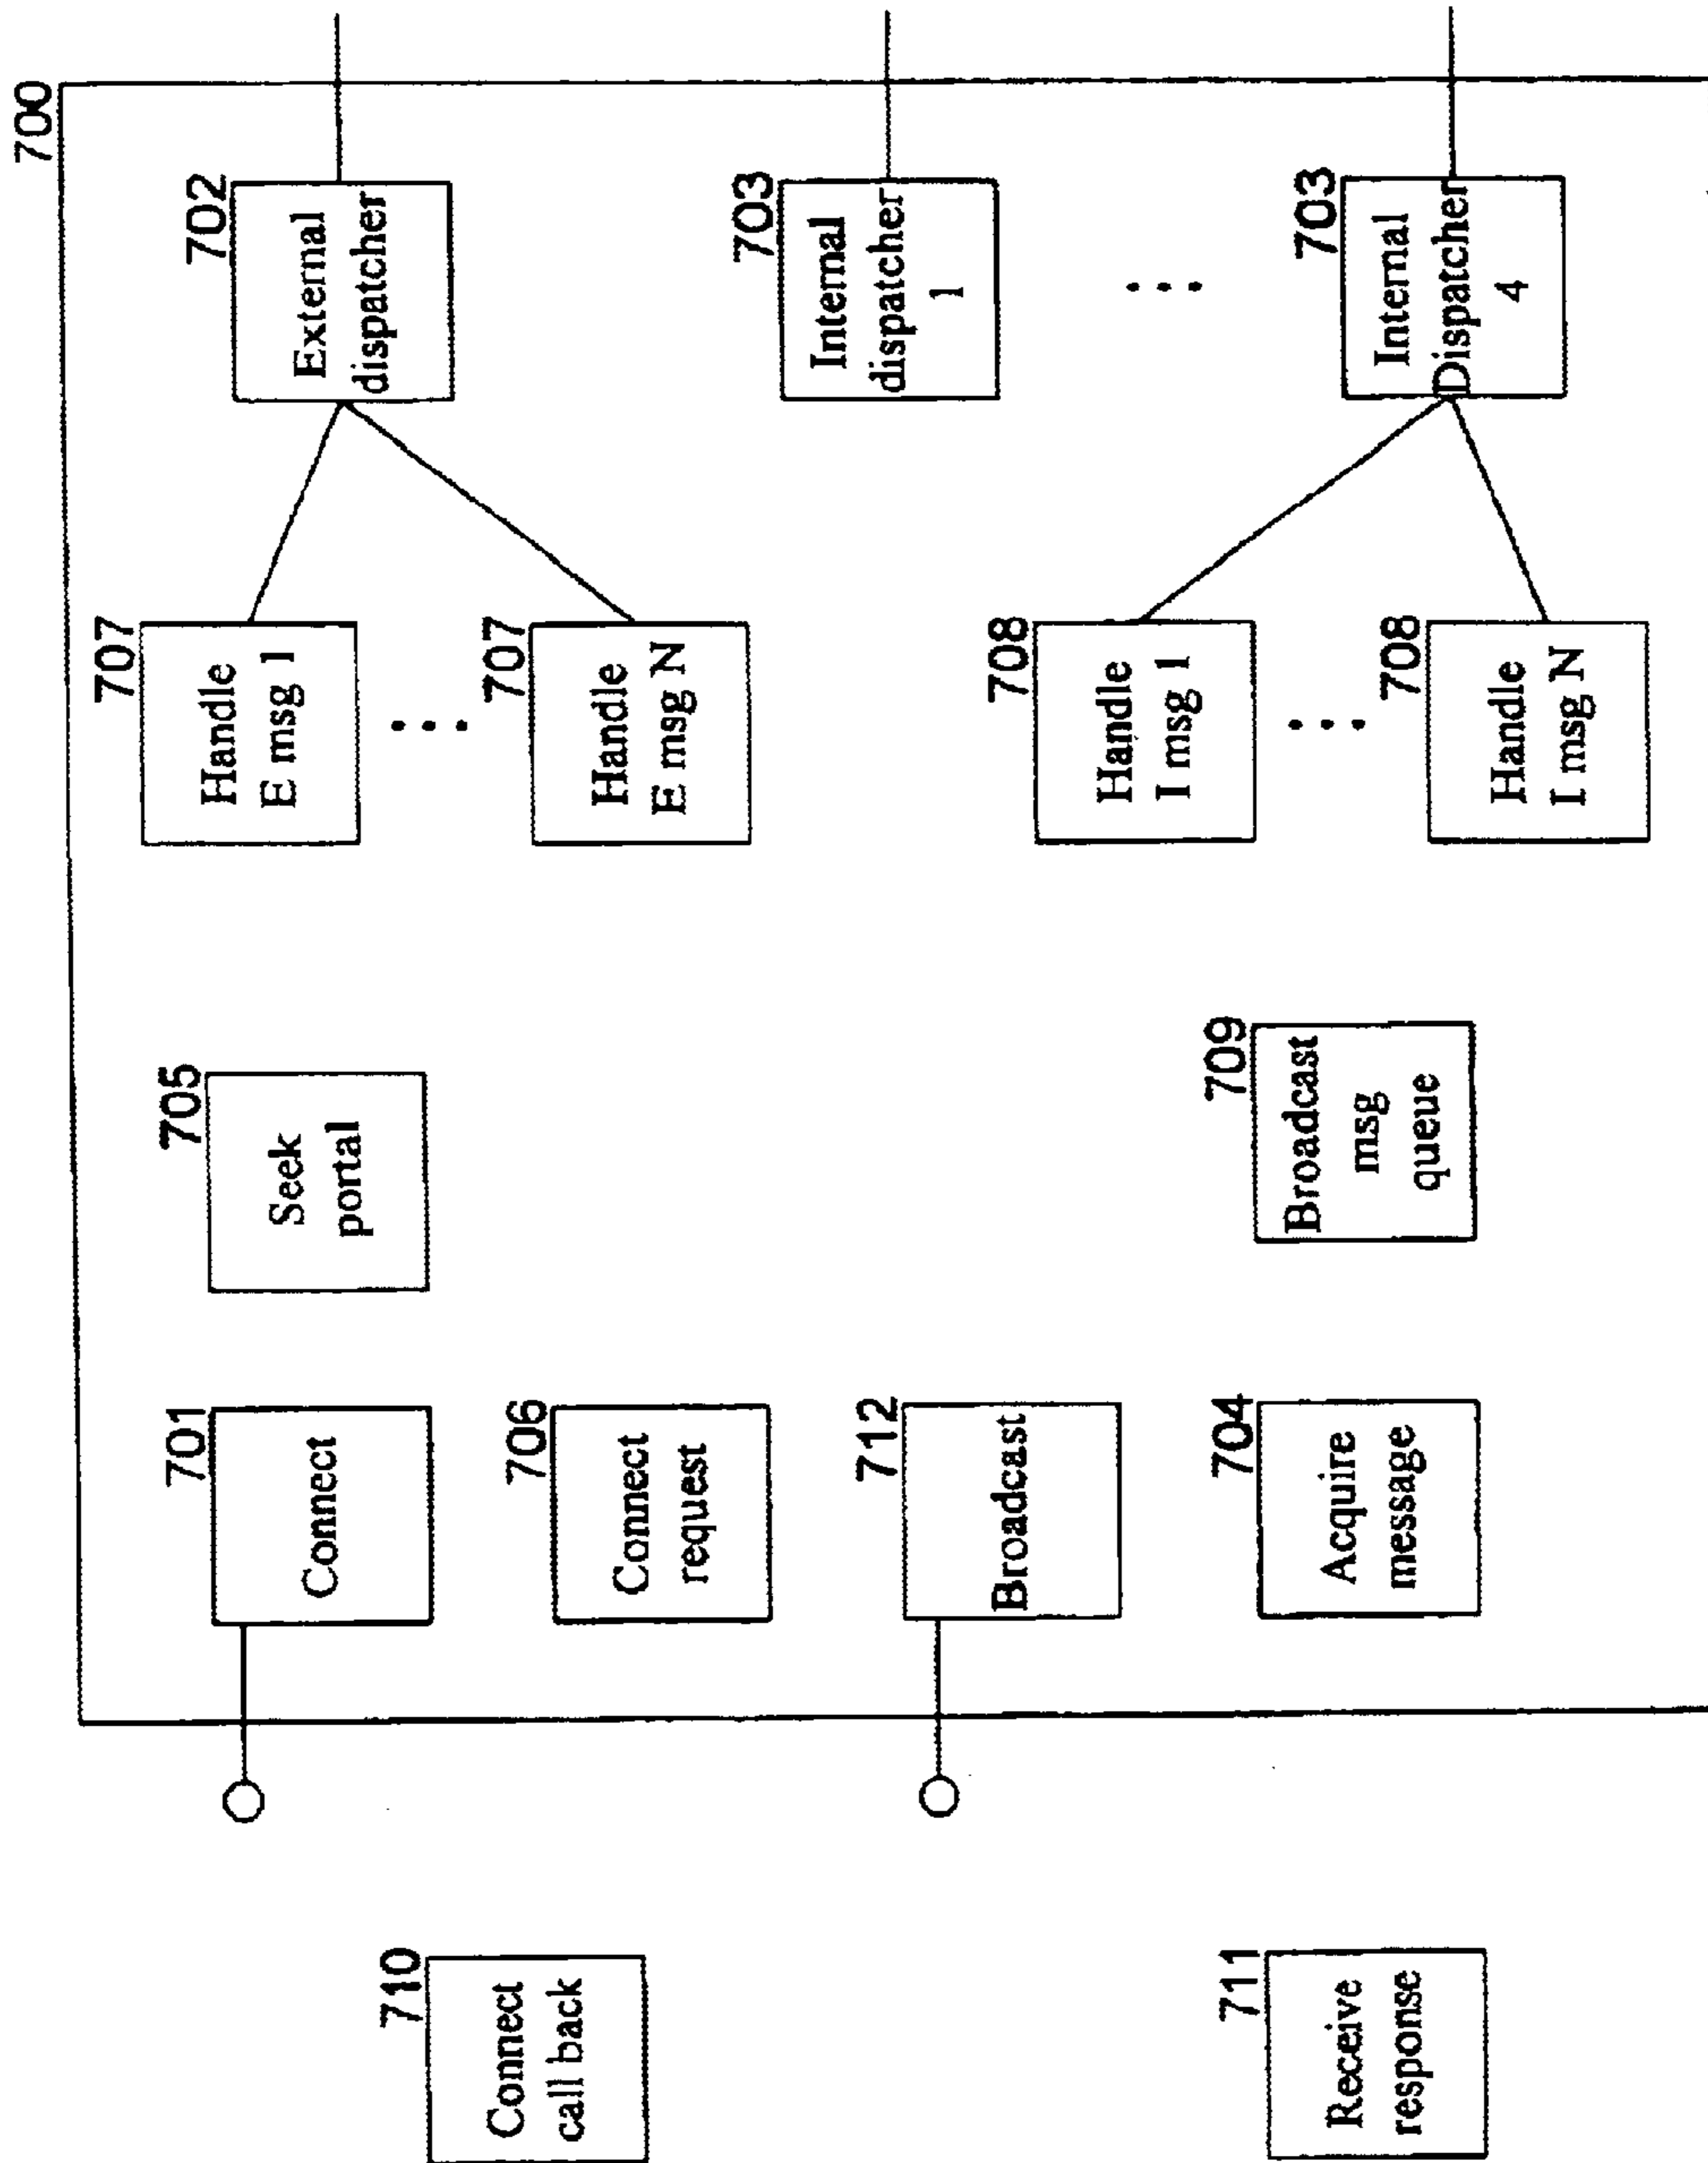 700
710
Connect
call back
701
Connect
705
Seek
portal
707
Handle
E msg 1
702
External
dispatcher
706
Connect
request
707
Handle
E msg N
703
Internal
dispatcher
1
712
Broadcast
708
Handle
I msg 1
711
Receive
response
704
Acquire
message
709
Broadcast
msg
queue
708
Handle
I msg N
703
Internal
Dispatcher
4